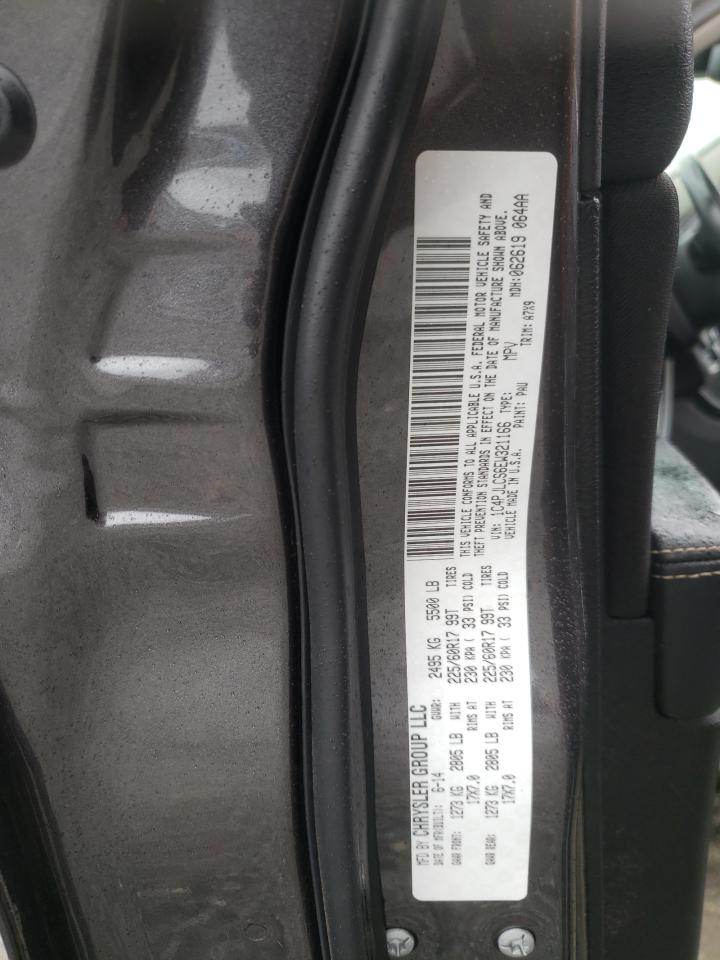 MFD BY CHRYSLER GROUP LLC
DATE OF MFR(BUILT): 6-14 GVWR: 2495 KG 5500 LB
GAWR FRONT: 1273 KG 2805 LB WITH 225/60R17 99T TIRES
17X7.0 RIMS AT 230 KPA ( 33 PSI) COLD
GAWR REAR: 1273 KG 2805 LB WITH 225/60R17 99T TIRES
17X7.0 RIMS AT 230 KPA ( 33 PSI) COLD
THIS VEHICLE CONFORMS TO ALL APPLICABLE U.S.A. FEDERAL MOTOR VEHICLE SAFETY AND
THEFT PREVENTION STANDARDS IN EFFECT ON THE DATE OF MANUFACTURE SHOWN ABOVE.
VIN: 1C4PJLCS6EW321166 TYPE: MPV MDH:062619 064AA
VEHICLE MADE IN U.S.A. PAINT: PAU TRIM: A7X9